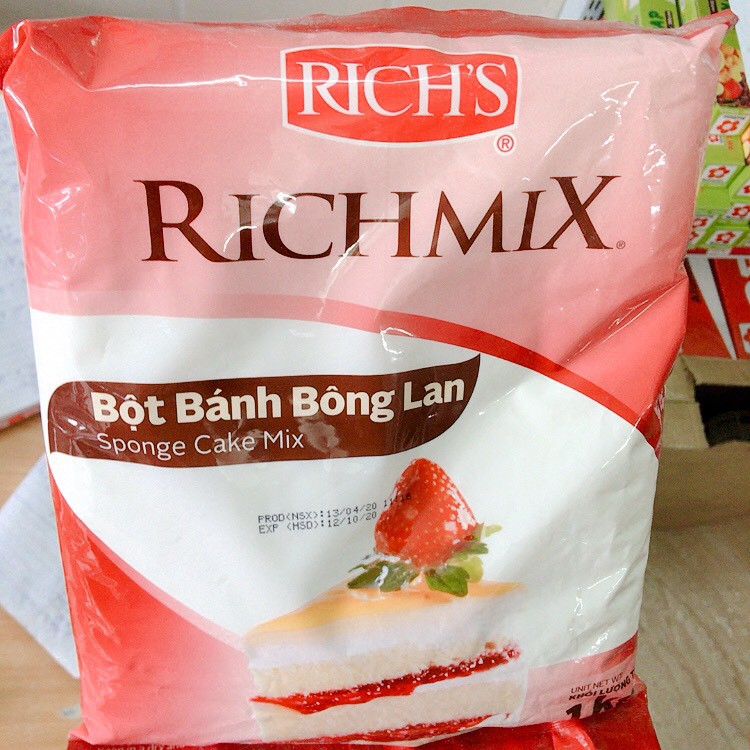 RICH'S
®
RICHMIX®
Bột Bánh Bông Lan
Sponge Cake Mix
PROD(NSX):13/04/20
EXP (HSD):12/10/20
UNIT NET
KHỐI LƯỢNG